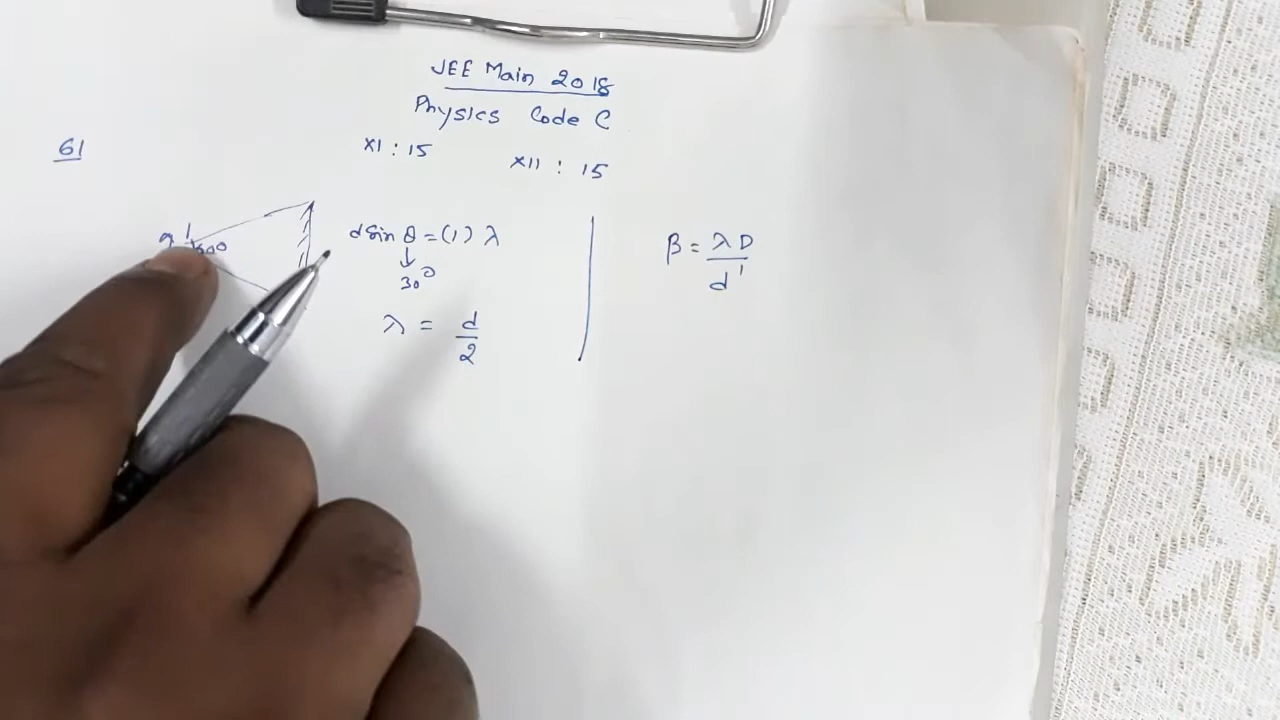 JEE Main 2018
Physics Code C
XI : 15
XII : 15
61
d sin θ = (1) λ
↓
30°
λ = d/2
β = λD/d'